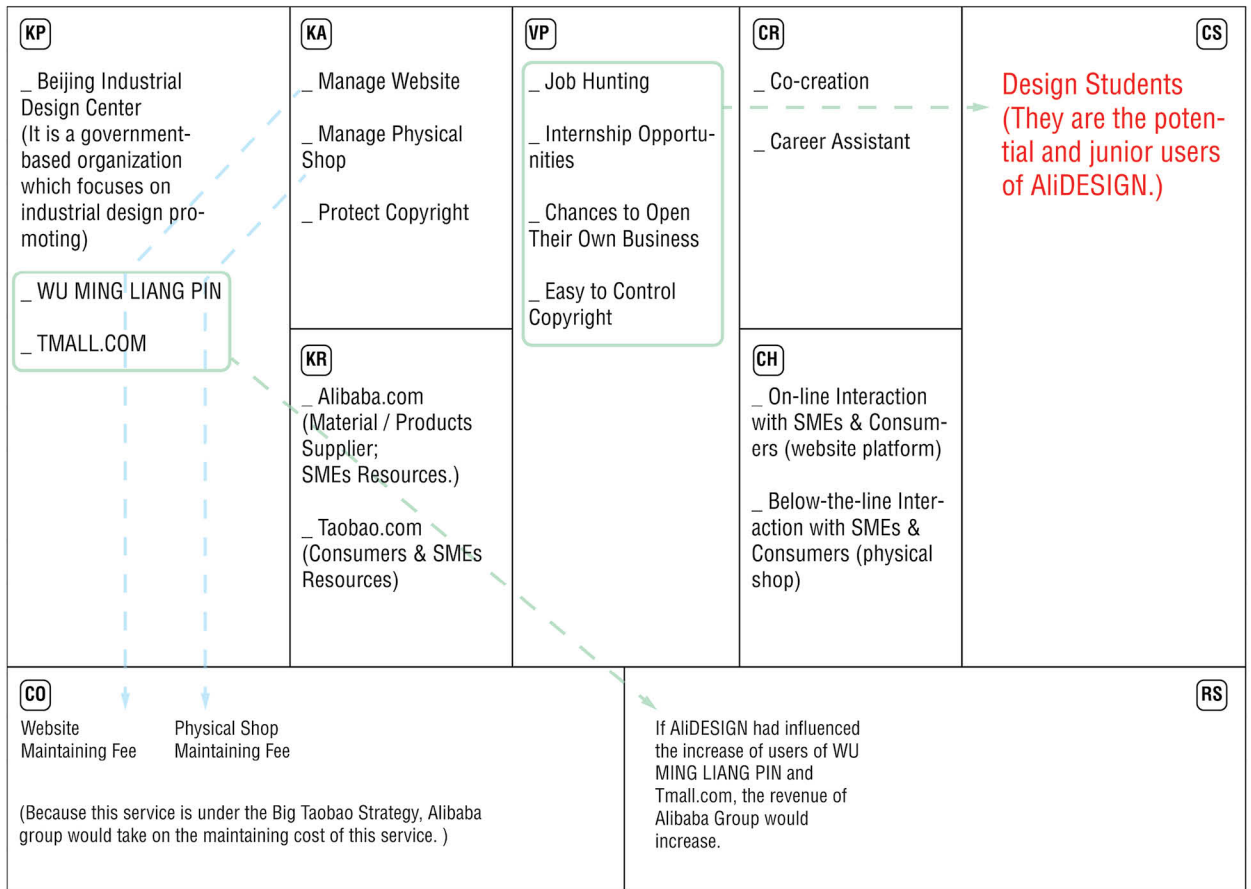 KP
_ Beijing Industrial
Design Center
(It is a government-
based organization
which focuses on
industrial design pro-
moting)
_ WU MING LIANG PIN
_ TMALL.COM
KA
_ Manage Website
_ Manage Physical
Shop
_ Protect Copyright
KR
_ Alibaba.com
(Material / Products
Supplier;
SMEs Resources.)
_ Taobao.com
(Consumers & SMEs
Resources)
VP
_ Job Hunting
_ Internship Opportu-
nities
_ Chances to Open
Their Own Business
_ Easy to Control
Copyright
CR
_ Co-creation
_ Career Assistant
CH
_ On-line Interaction
with SMEs & Consum-
ers (website platform)
_ Below-the-line Inter-
action with SMEs &
Consumers (physical
shop)
CS
Design Students
(They are the poten-
tial and junior users
of AliDESIGN.)
CO
Website
Maintaining Fee
Physical Shop
Maintaining Fee
(Because this service is under the Big Taobao Strategy, Alibaba
group would take on the maintaining cost of this service. )
RS
If AliDESIGN had influenced
the increase of users of WU
MING LIANG PIN and
Tmall.com, the revenue of
Alibaba Group would
increase.